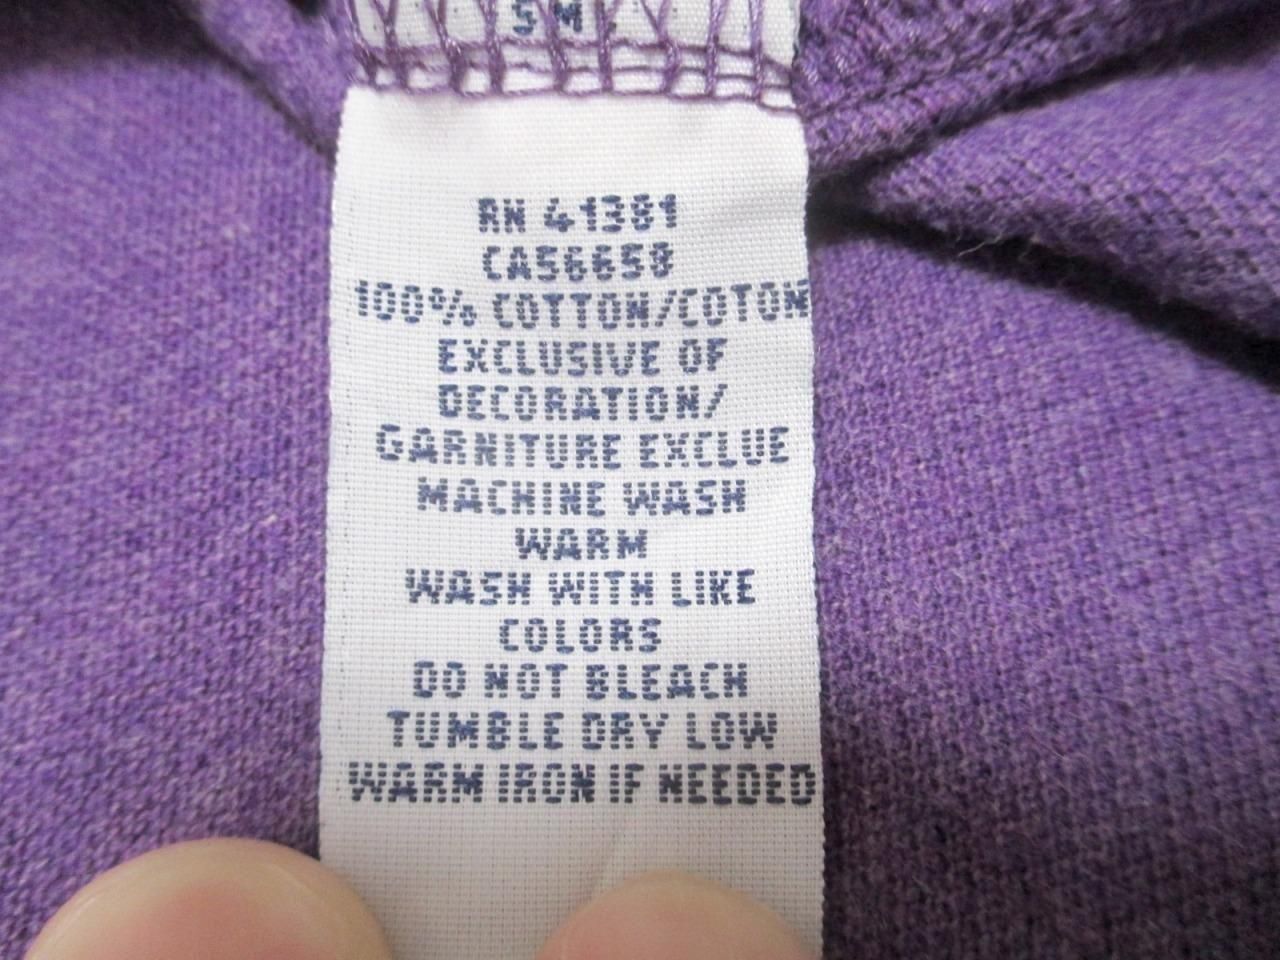 SM
RN 41381
CA56658
100% COTTON/COTON
EXCLUSIVE OF
DECORATION/
GARNITURE EXCLUE
MACHINE WASH
WARM
WASH WITH LIKE
COLORS
DO NOT BLEACH
TUMBLE DRY LOW
WARM IRON IF NEEDED